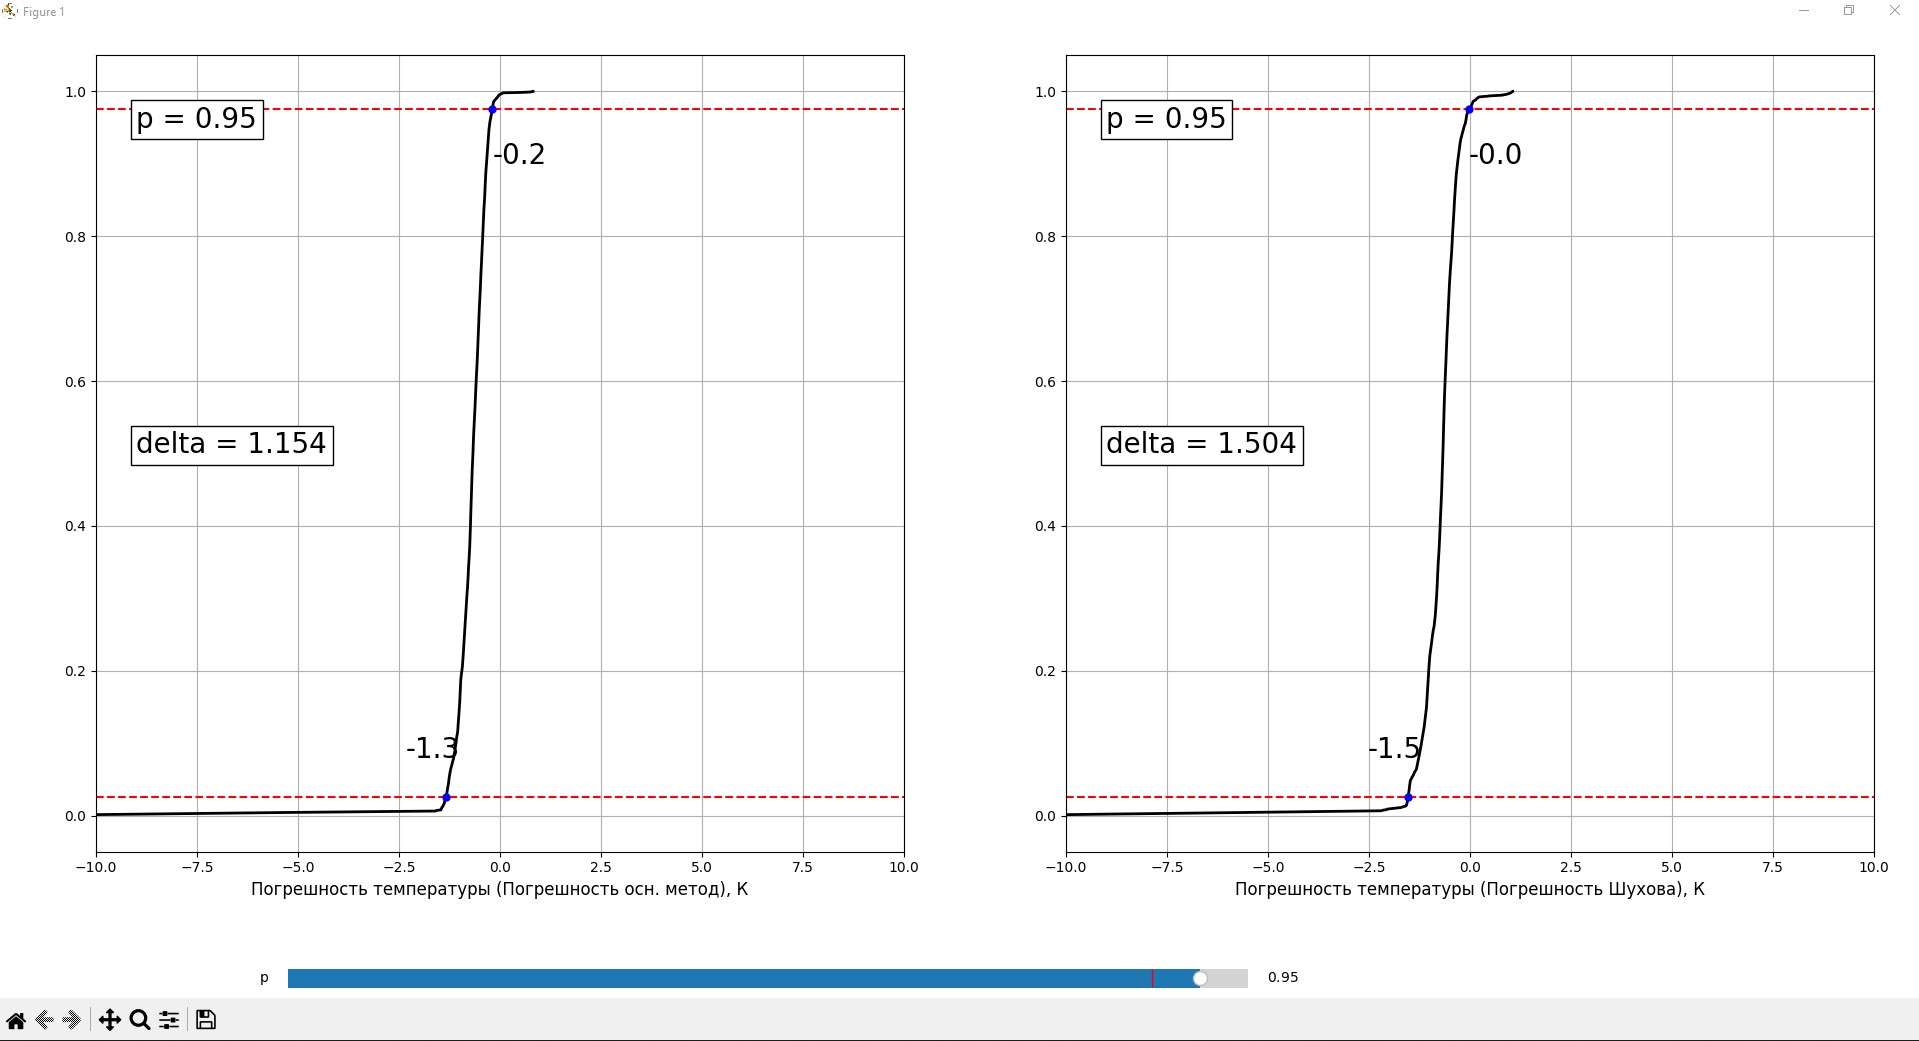 Figure 1
1.0
0.8
0.6
0.4
0.2
0.0
p = 0.95
-0.2
delta = 1.154
-1.3
−10.0 −7.5 −5.0 −2.5 0.0 2.5 5.0 7.5 10.0
Погрешность температуры (Погрешность осн. метод), К
1.0
0.8
0.6
0.4
0.2
0.0
p = 0.95
-0.0
delta = 1.504
-1.5
−10.0 −7.5 −5.0 −2.5 0.0 2.5 5.0 7.5 10.0
Погрешность температуры (Погрешность Шухова), К
p 0.95